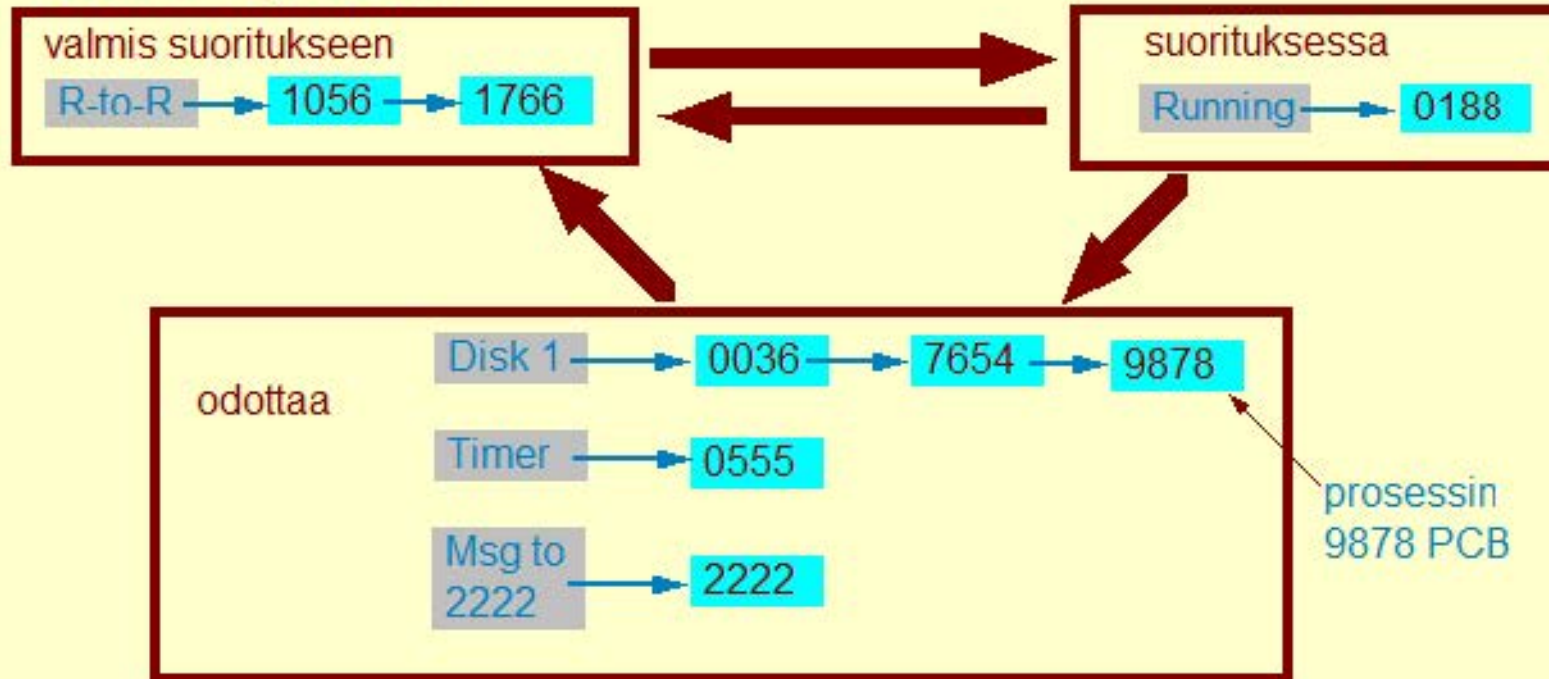 valmis suoritukseen
R-to-R 1056 1766
suorituksessa
Running 0188
odottaa
Disk 1 0036 7654 9878
Timer 0555
Msg to
2222
2222
prosessin
9878 PCB